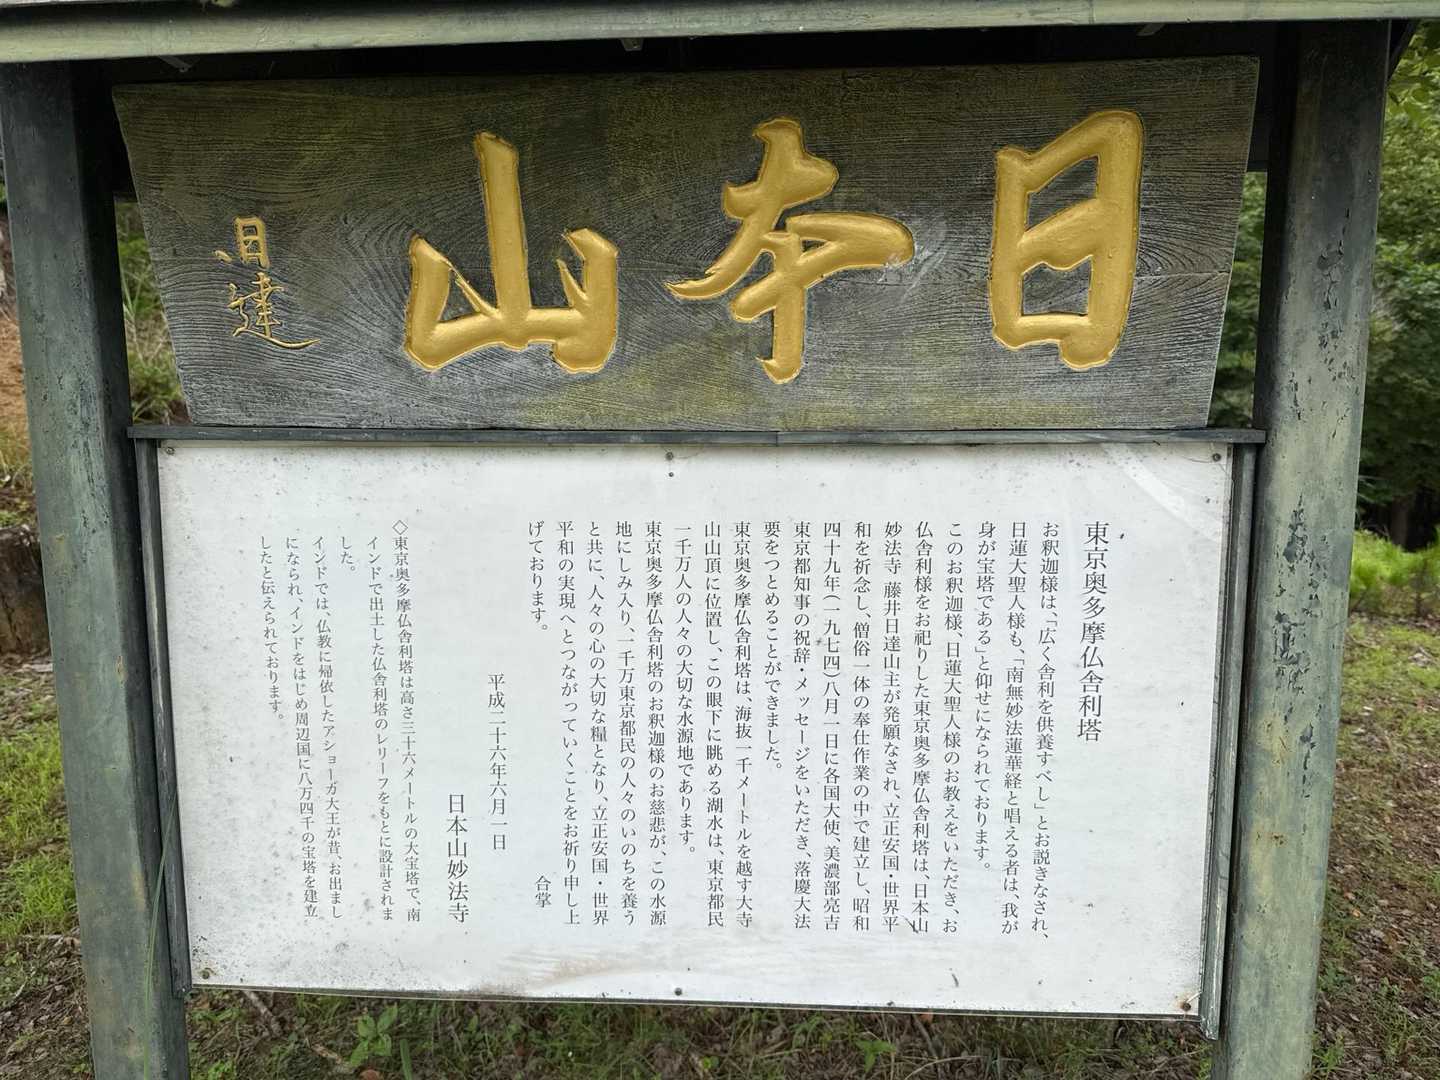 日本山
日達
東京奥多摩仏舎利塔
お釈迦様は、「広く舎利を供養すべし」とお説きなされ、
日蓮大聖人様も、「南無妙法蓮華経と唱える者は、我が
身が宝塔である」と仰せになられております。
このお釈迦様、日蓮大聖人様のお教えをいただき、お
仏舎利様をお祀りした東京奥多摩仏舎利塔は、日本山
妙法寺 藤井日達山主が発願なされ、立正安国・世界平
和を祈念し、僧俗一体の奉仕作業の中で建立し、昭和
四十九年(一九七四)八月一日に各国大使、美濃部亮吉
東京都知事の祝辞・メッセージをいただき、落慶大法
要をつとめることができました。
東京奥多摩仏舎利塔は、海抜一千メートルを越す大寺
山山頂に位置し、この眼下に眺める湖水は、東京都民
一千万人の人々の大切な水源地であります。
東京奥多摩仏舎利塔のお釈迦様のお慈悲が、この水源
地にしみ入り、一千万東京都民の人々のいのちを養う
と共に、人々の心の大切な糧となり、立正安国・世界
平和の実現へとつながっていくことをお祈り申し上
げております。
合掌
平成二十六年六月一日
日本山妙法寺
◇東京奥多摩仏舎利塔は高さ三十六メートルの大宝塔で、南
インドで出土した仏舎利塔のレリーフをもとに設計されま
した。
インドでは、仏教に帰依したアショーガ大王が昔、お出まし
になられ、インドをはじめ周辺国に八万四千の宝塔を建立
したと伝えられております。